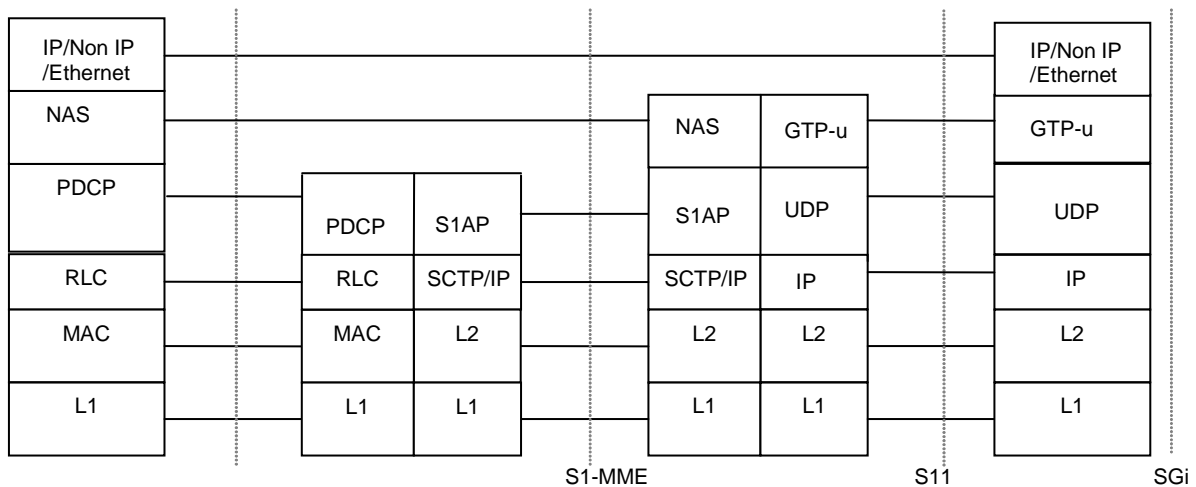 IP/Non IP
/Ethernet
IP/Non IP
/Ethernet
NAS
NAS
GTP-u
GTP-u
PDCP
PDCP
S1AP
S1AP
UDP
UDP
RLC
RLC
SCTP/IP
SCTP/IP
IP
IP
MAC
MAC
L2
L2
L2
L2
L1
L1
L1
L1
L1
L1
S1-MME
S11
SGi